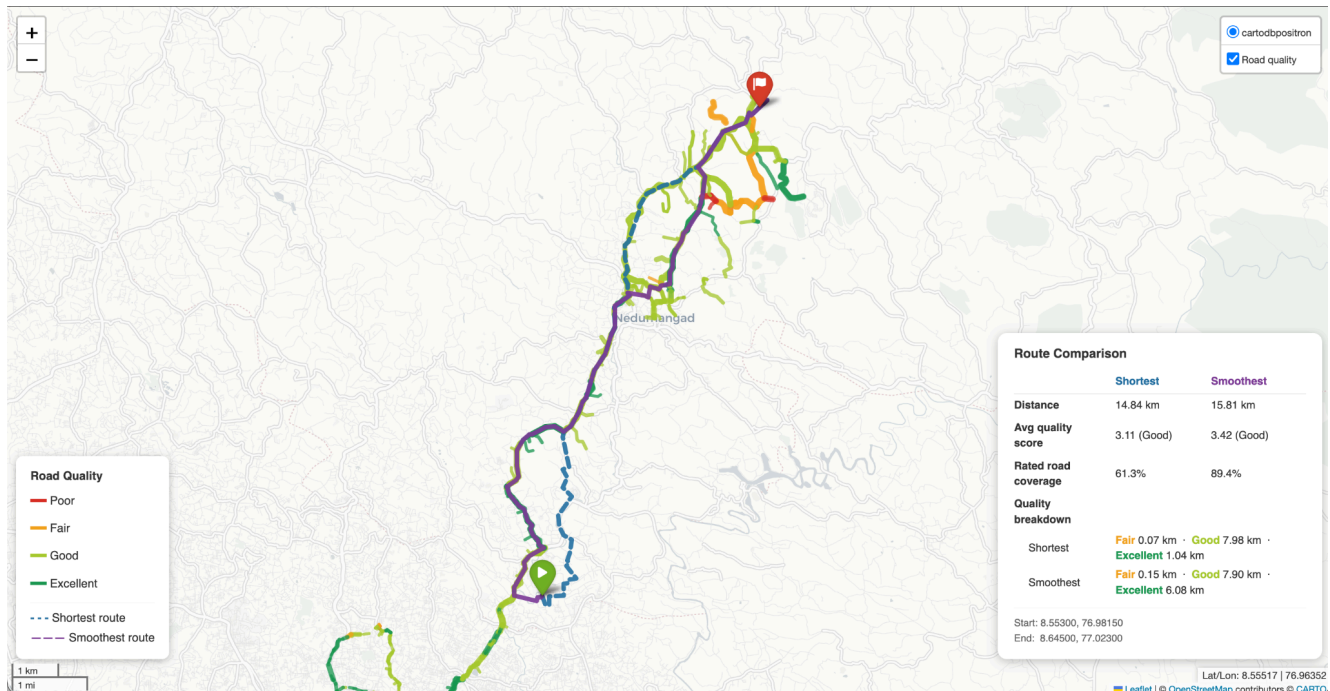 +
−
cartodbpositron
Road quality
Nedumangad
Route Comparison
Shortest Smoothest
Distance 14.84 km 15.81 km
Avg quality
score 3.11 (Good) 3.42 (Good)
Rated road
coverage 61.3% 89.4%
Quality
breakdown
Shortest Fair 0.07 km · Good 7.98 km ·
Excellent 1.04 km
Smoothest Fair 0.15 km · Good 7.90 km ·
Excellent 6.08 km
Start: 8.55300, 76.98150
End: 8.64500, 77.02300
Road Quality
Poor
Fair
Good
Excellent
Shortest route
Smoothest route
1 km
1 mi
Lat/Lon: 8.55517 | 76.96352
Leaflet | © OpenStreetMap contributors © CARTO